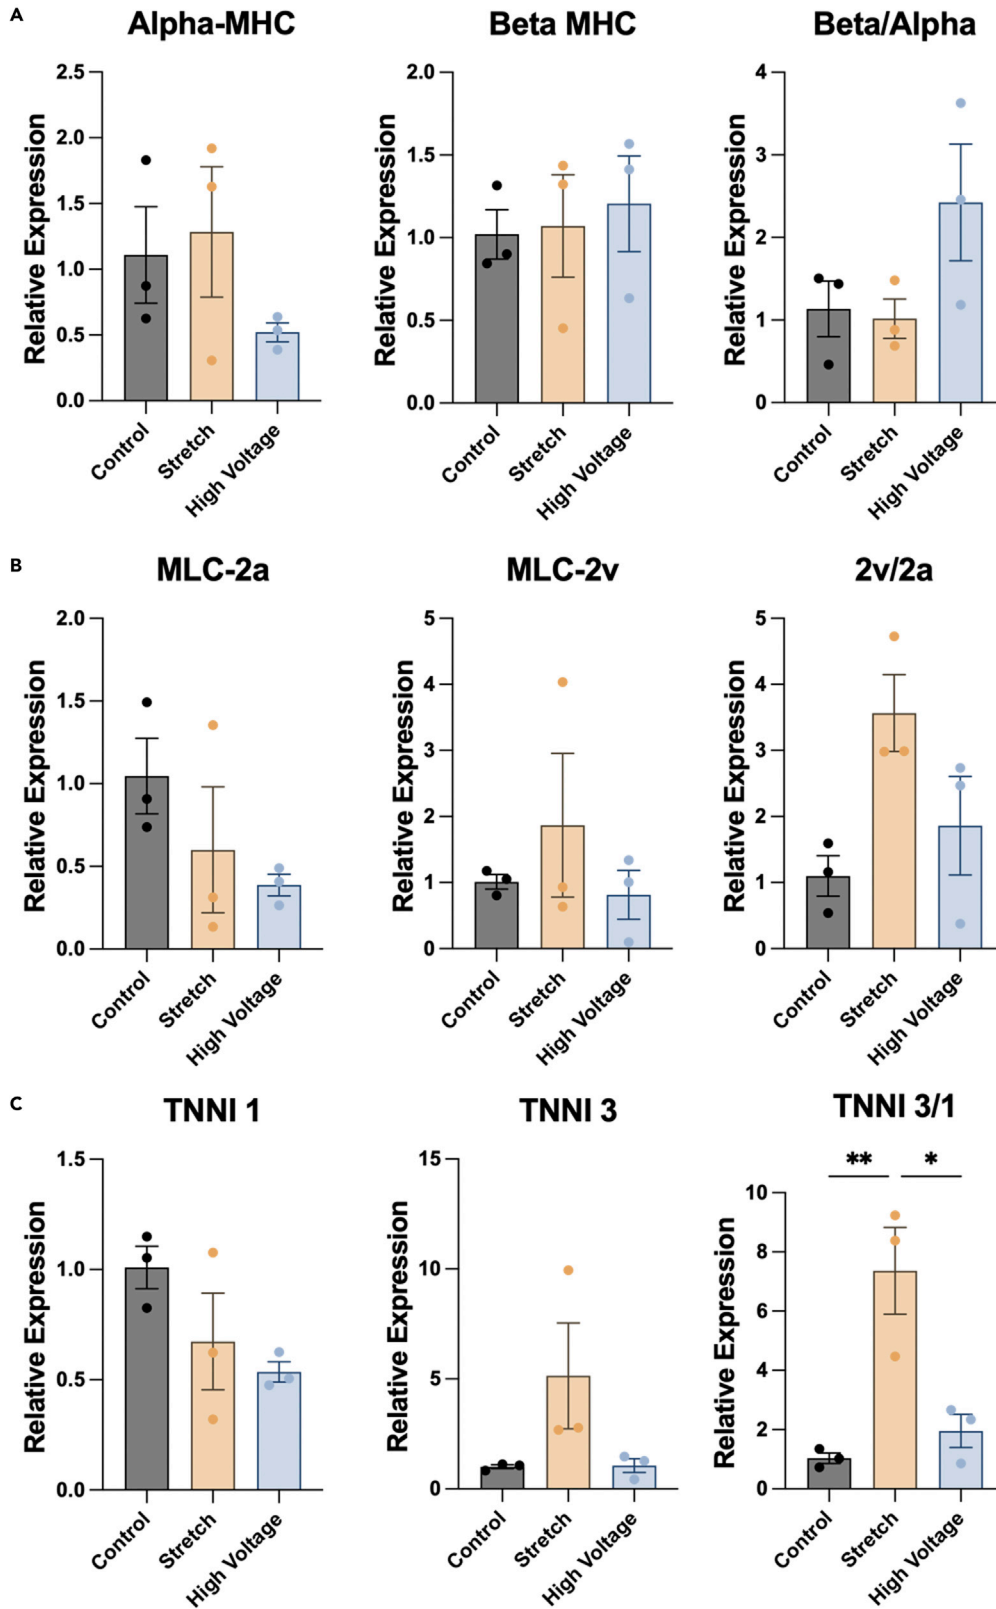 A
Alpha-MHC
Beta MHC
Beta/Alpha
Relative Expression
2.5
2.0
1.5
1.0
0.5
0.0
Control
Stretch
High Voltage
Relative Expression
2.0
1.5
1.0
0.5
0.0
Control
Stretch
High Voltage
Relative Expression
4
3
2
1
0
Control
Stretch
High Voltage
B
MLC-2a
MLC-2v
2v/2a
Relative Expression
2.0
1.5
1.0
0.5
0.0
Control
Stretch
High Voltage
Relative Expression
5
4
3
2
1
0
Control
Stretch
High Voltage
Relative Expression
5
4
3
2
1
0
Control
Stretch
High Voltage
C
TNNI 1
TNNI 3
TNNI 3/1
Relative Expression
1.5
1.0
0.5
0.0
Control
Stretch
High Voltage
Relative Expression
15
10
5
0
Control
Stretch
High Voltage
** *
Relative Expression
10
8
6
4
2
0
Control
Stretch
High Voltage